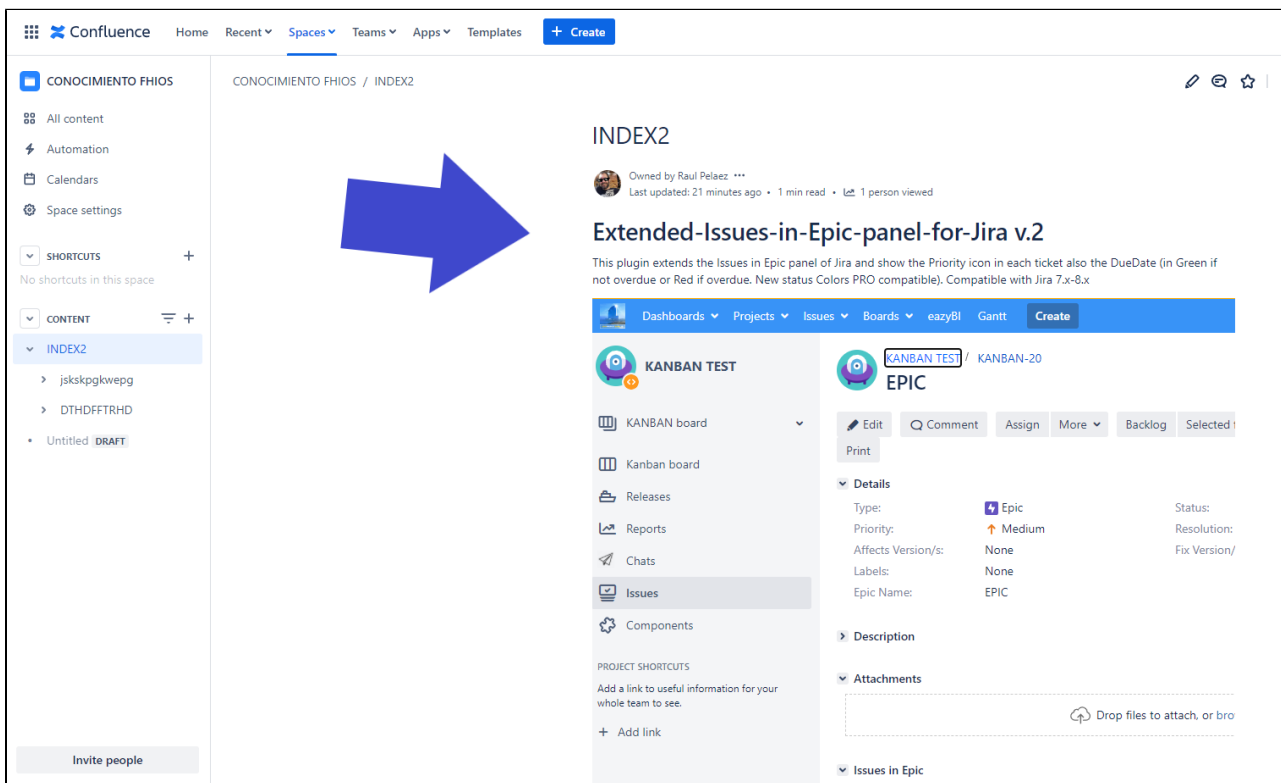 Confluence Home Recent Spaces Teams Apps Templates + Create
CONOCIMIENTO FHIOS
All content
Automation
Calendars
Space settings
SHORTCUTS +
No shortcuts in this space
CONTENT +
INDEX2
jskskpgkwepg
DTHDFFTRHD
Untitled DRAFT
Invite people
CONOCIMIENTO FHIOS / INDEX2
INDEX2
Owned by Raul Pelaez •••
Last updated: 21 minutes ago • 1 min read • 1 person viewed
Extended-Issues-in-Epic-panel-for-Jira v.2
This plugin extends the Issues in Epic panel of Jira and show the Priority icon in each ticket also the DueDate (in Green if
not overdue or Red if overdue. New status Colors PRO compatible). Compatible with Jira 7.x-8.x
Dashboards Projects Issues Boards eazyBI Gantt Create
KANBAN TEST
KANBAN board
Kanban board
Releases
Reports
Chats
Issues
Components
PROJECT SHORTCUTS
Add a link to useful information for your
whole team to see.
+ Add link
KANBAN TEST / KANBAN-20
EPIC
Edit Comment Assign More Backlog Selected
Print
Details
Type: Epic Status:
Priority: Medium Resolution:
Affects Version/s: None Fix Version/
Labels: None
Epic Name: EPIC
Description
Attachments
Drop files to attach, or bro
Issues in Epic